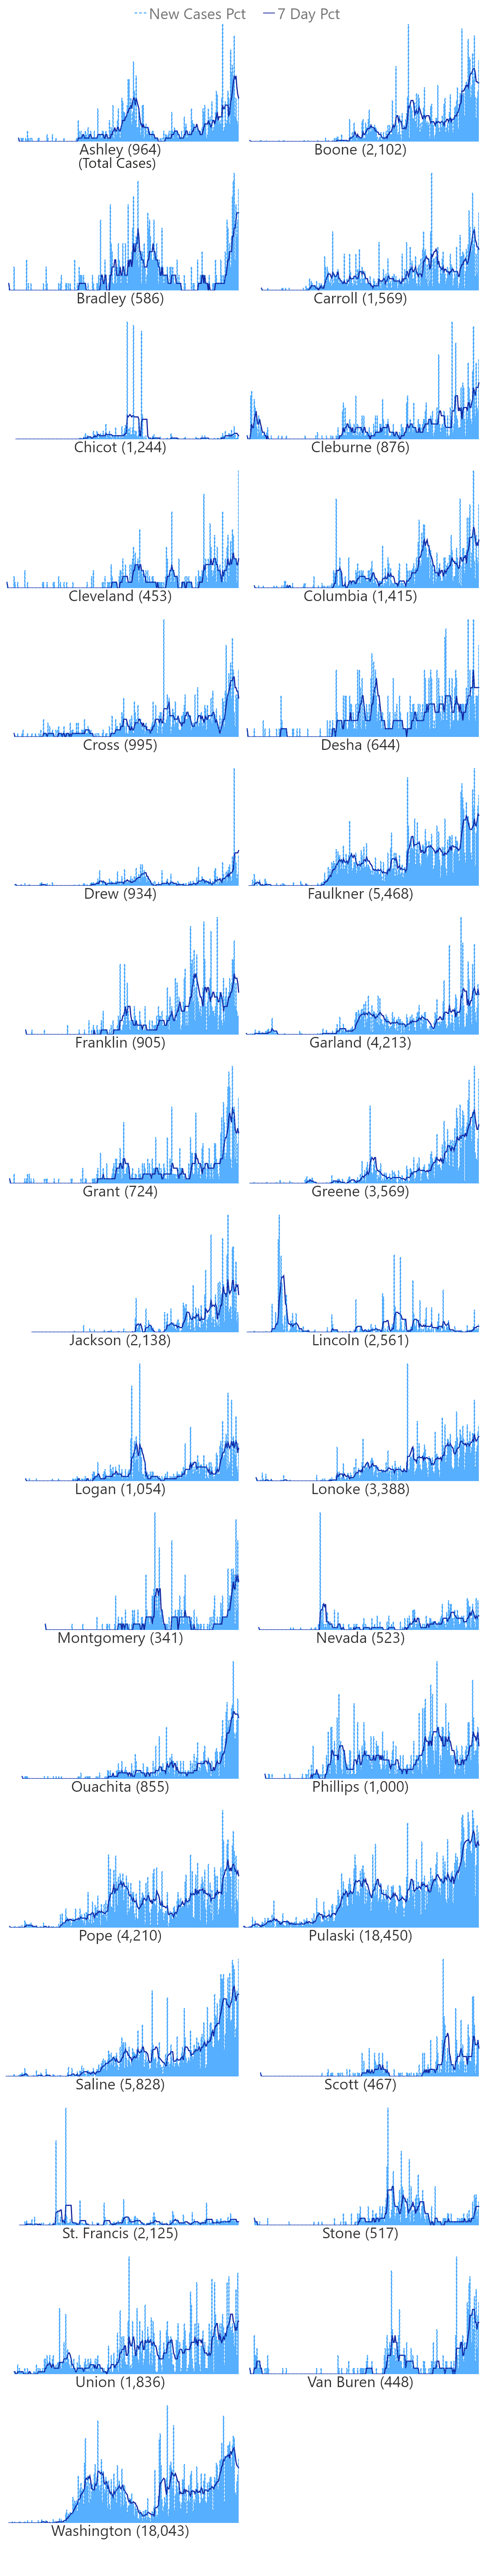 New Cases Pct 7 Day Pct
Ashley (964)
(Total Cases)
Boone (2,102)
Bradley (586)
Carroll (1,569)
Chicot (1,244)
Cleburne (876)
Cleveland (453)
Columbia (1,415)
Cross (995)
Desha (644)
Drew (934)
Faulkner (5,468)
Franklin (905)
Garland (4,213)
Grant (724)
Greene (3,569)
Jackson (2,138)
Lincoln (2,561)
Logan (1,054)
Lonoke (3,388)
Montgomery (341)
Nevada (523)
Ouachita (855)
Phillips (1,000)
Pope (4,210)
Pulaski (18,450)
Saline (5,828)
Scott (467)
St. Francis (2,125)
Stone (517)
Union (1,836)
Van Buren (448)
Washington (18,043)